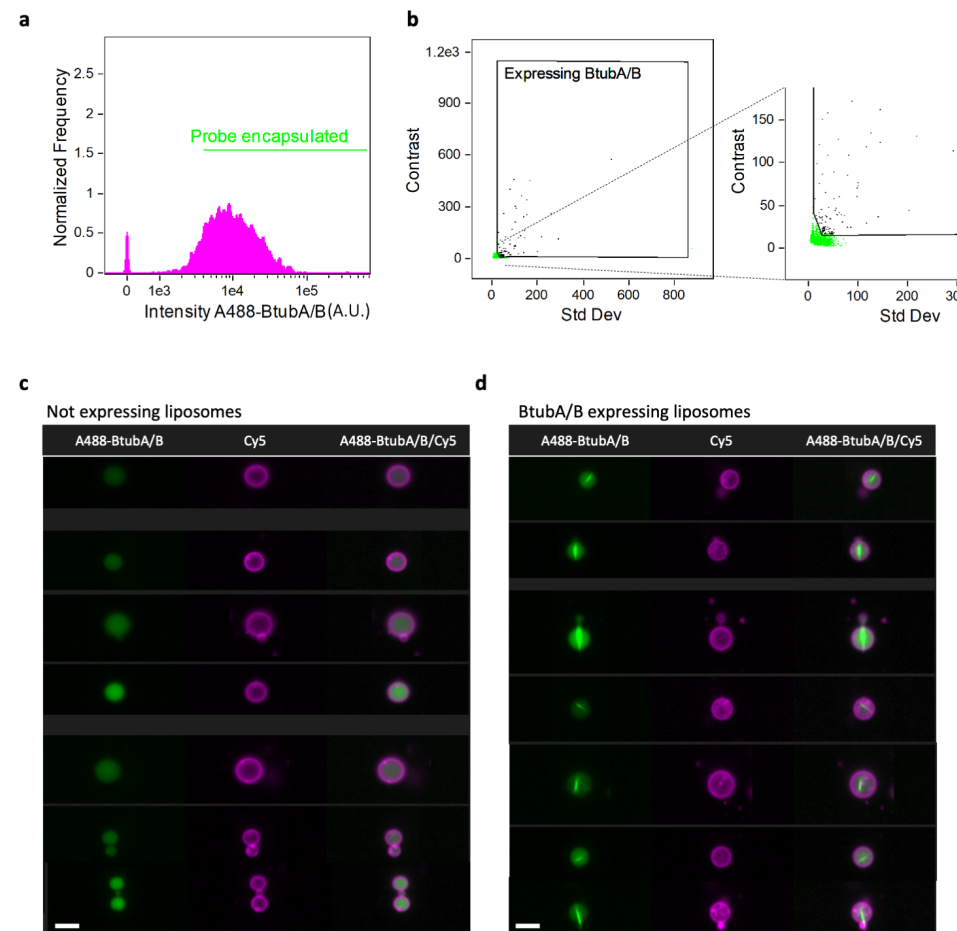 a
Normalized Frequency
2.5
2
1.5
1
0.5
0
Probe encapsulated
0 1e3 1e4 1e5
Intensity A488-BtubA/B (A.U.)
b
Contrast
1.2e3
900
600
300
0
Expressing BtubA/B
0 200 400 600 800
Std Dev
Contrast
150
100
50
0
0 100 200
Std Dev
c
Not expressing liposomes
A488-BtubA/B Cy5 A488-BtubA/B/Cy5
d
BtubA/B expressing liposomes
A488-BtubA/B Cy5 A488-BtubA/B/Cy5